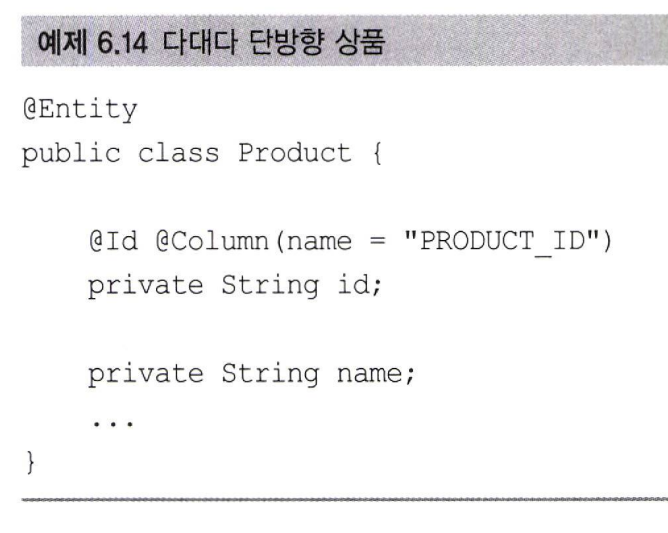 예제 6.14 다대다 단방향 상품
@Entity
public class Product {
@Id @Column(name = "PRODUCT_ID")
private String id;
private String name;
...
}